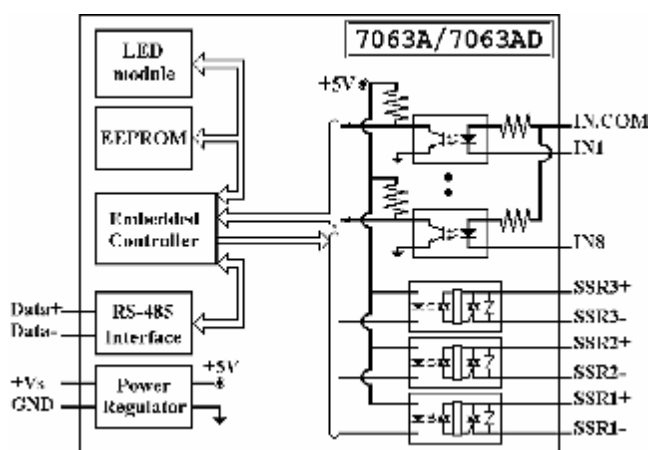 7063A/7063AD
LED
module
EEPROM
Embedded
Controller
RS-485
Interface
Power
Regulator
Data+
Data-
+Vs
GND
+5V
+5V
IN.COM
IN1
IN8
SSR3+
SSR3-
SSR2+
SSR2-
SSR1+
SSR1-